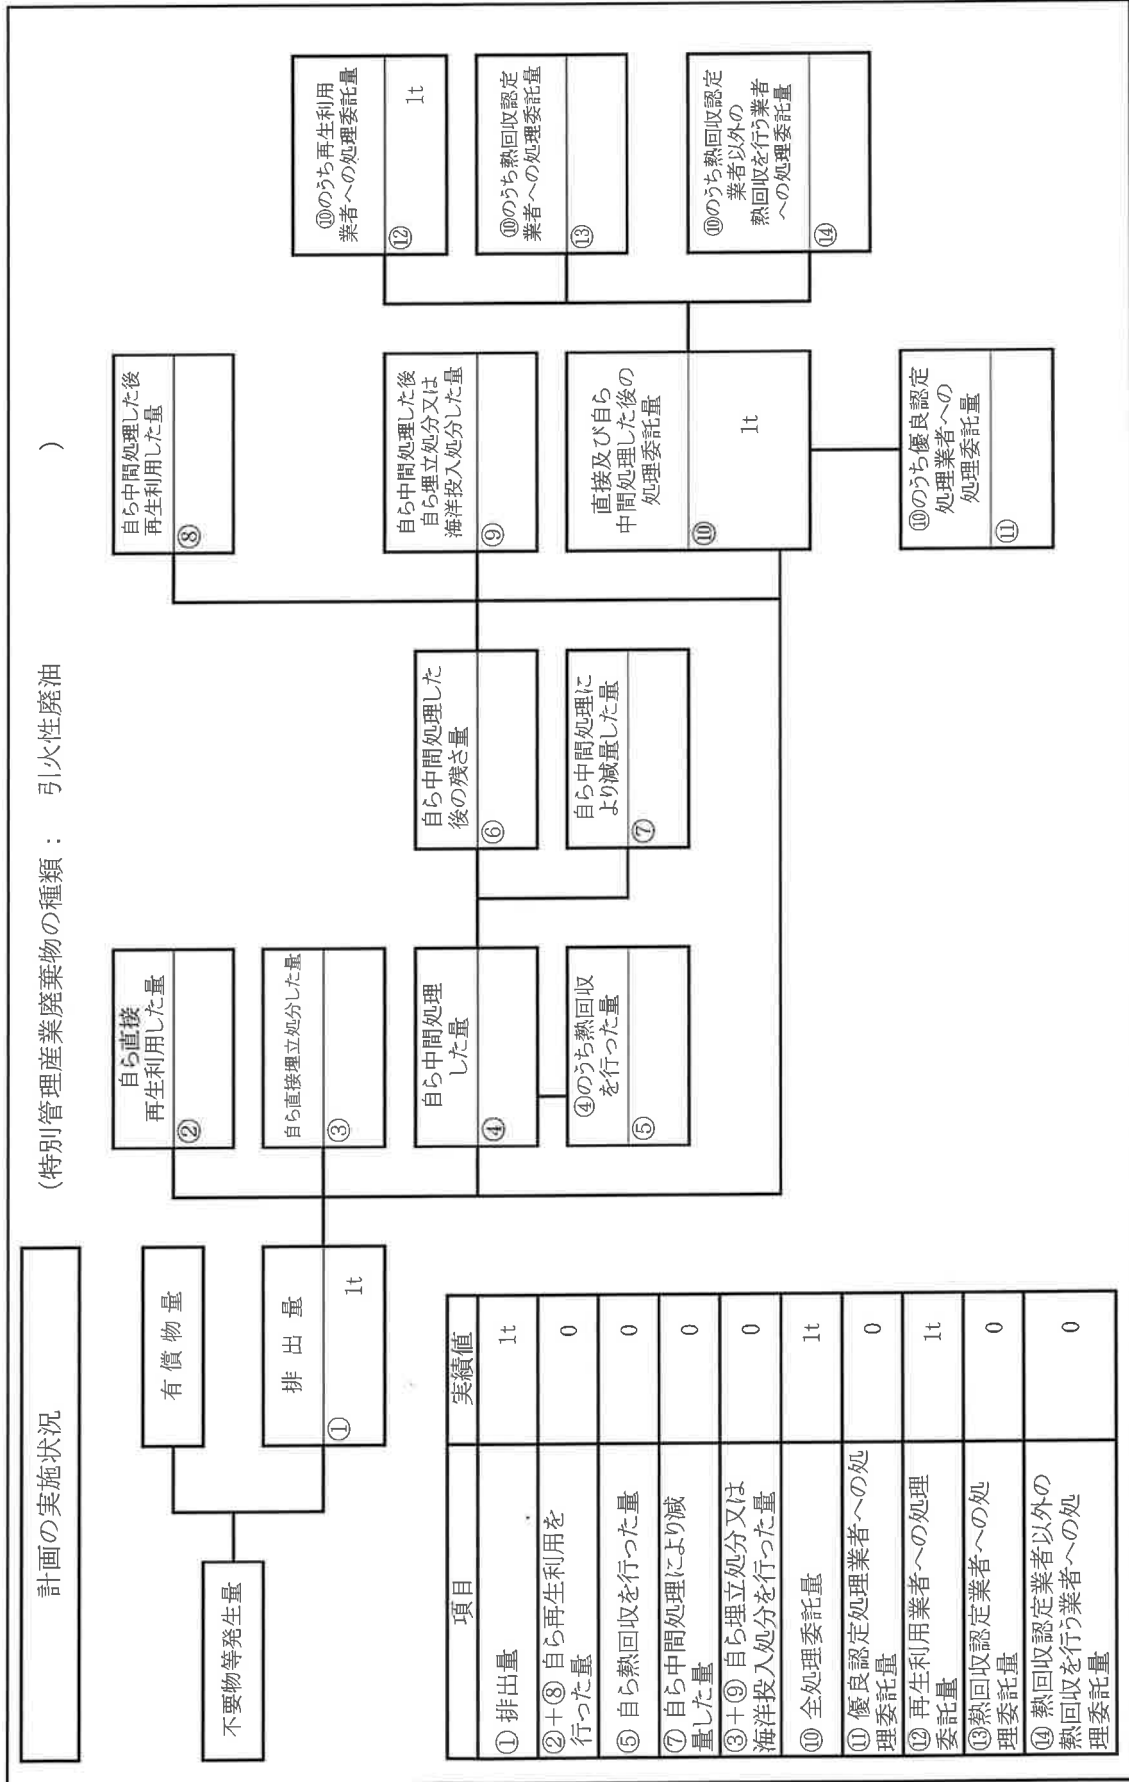 計画の実施状況
(特別管理産業廃棄物の種類： 引火性廃油 )
不要物等発生量
有 償 物 量
排 出 量
① 1t
自ら直接
再生利用した量
②
自ら直接埋立処分した量
③
自ら中間処理
した量
④
④のうち熱回収
を行った量
⑤
自ら中間処理した
後の残さ量
⑥
自ら中間処理に
より減量した量
⑦
自ら中間処理した後
再生利用した量
⑧
自ら中間処理した後
自ら埋立処分又は
海洋投入処分した量
⑨
直接及び自ら
中間処理した後の
処理委託量
⑩ 1t
⑩のうち優良認定
処理業者への
処理委託量
⑪
⑩のうち再生利用
業者への処理委託量
⑫ 1t
⑩のうち熱回収認定
業者への処理委託量
⑬
⑩のうち熱回収認定
業者以外の
熱回収を行う業者
への処理委託量
⑭
項目 実績値
① 排出量 1t
②+⑧ 自ら再生利用を
行った量 0
⑤ 自ら熱回収を行った量 0
⑦ 自ら中間処理により減
量した量 0
③+⑨ 自ら埋立処分又は
海洋投入処分を行った量 0
⑩ 全処理委託量 1t
⑪ 優良認定処理業者への処
理委託量 0
⑫ 再生利用業者への処理
委託量 1t
⑬熱回収認定業者への処
理委託量 0
⑭ 熱回収認定業者以外の
熱回収を行う業者への処
理委託量 0